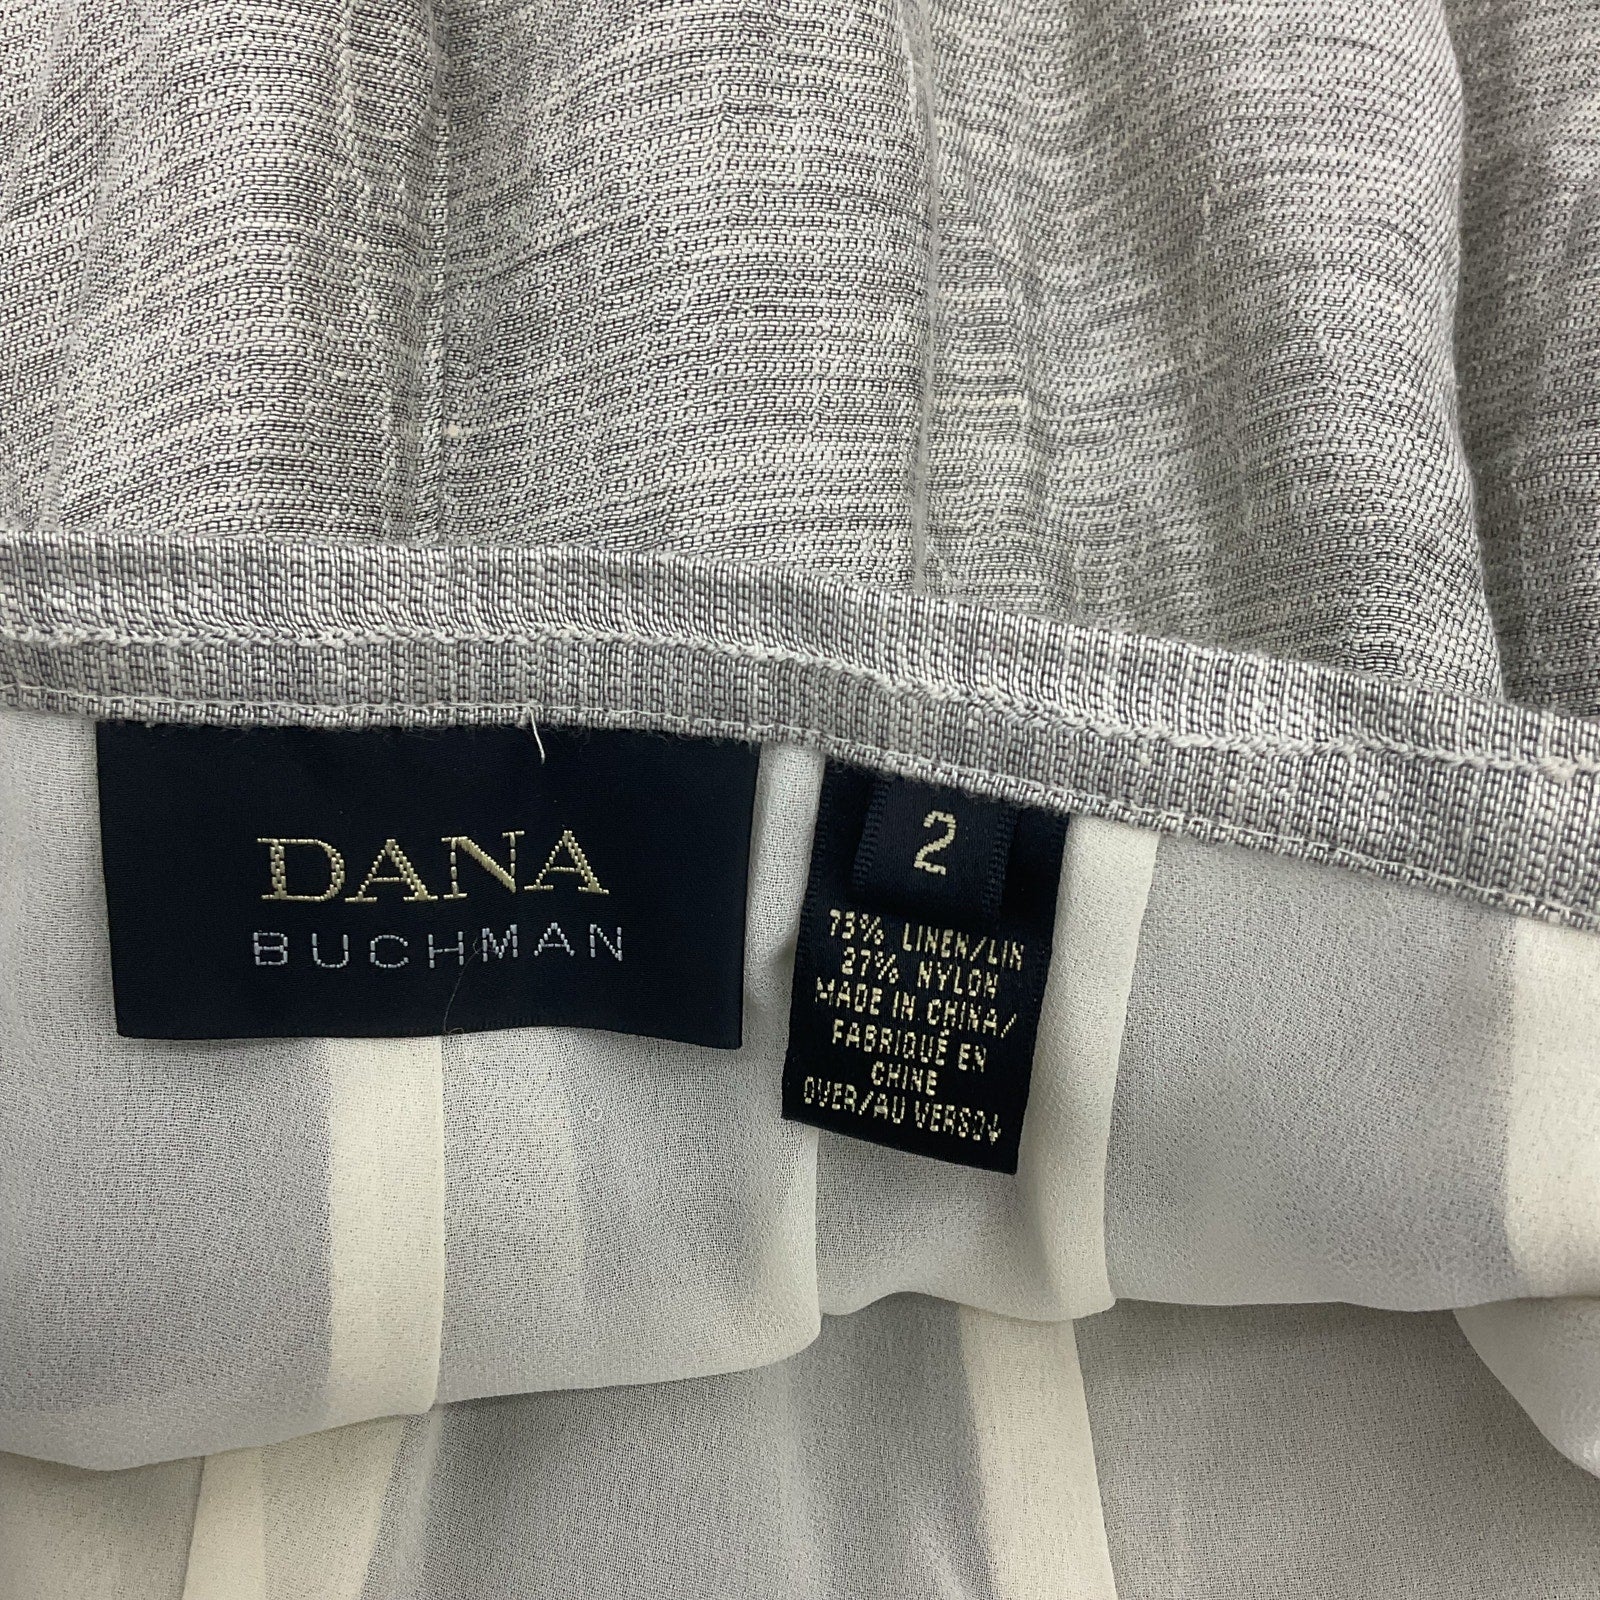 DANA
BUCHMAN
2
73% LINEN/LIN
27% NYLON
MADE IN CHINA/
FABRIQUÉ EN
CHINE
OVER/AU VERSO↓